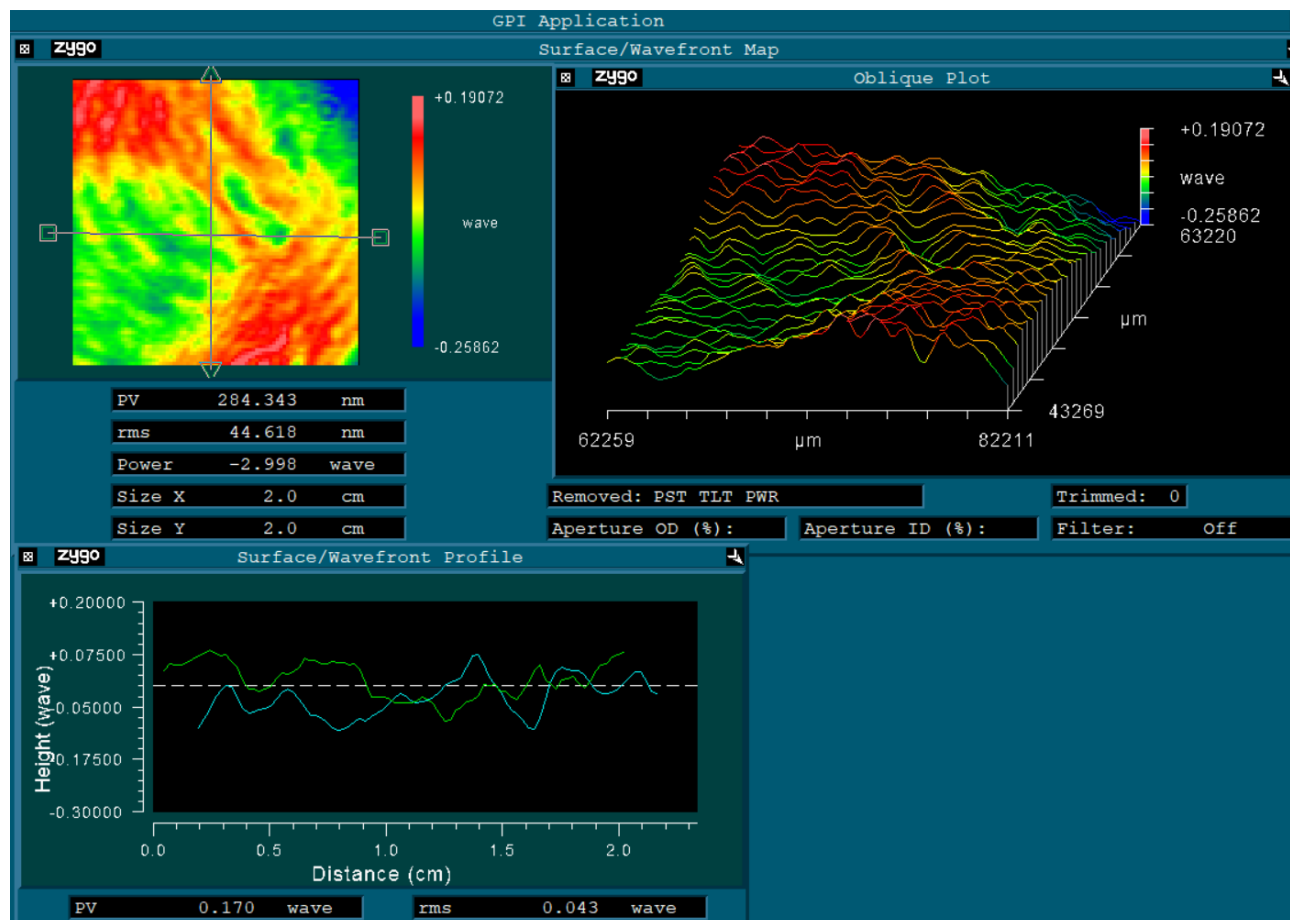 GPI Application
zygo Surface/Wavefront Map
zygo Oblique Plot
+0.19072
wave
-0.25862
+0.19072
wave
-0.25862
63220
µm
43269
62259 µm 82211
PV 284.343 nm
rms 44.618 nm
Power -2.998 wave
Size X 2.0 cm
Size Y 2.0 cm
Removed: PST TLT PWR Trimmed: 0
Aperture OD (%): Aperture ID (%): Filter: Off
zygo Surface/Wavefront Profile
+0.20000
+0.07500
-0.05000
-0.17500
-0.30000
Height (wave)
0.0 0.5 1.0 1.5 2.0
Distance (cm)
PV 0.170 wave rms 0.043 wave